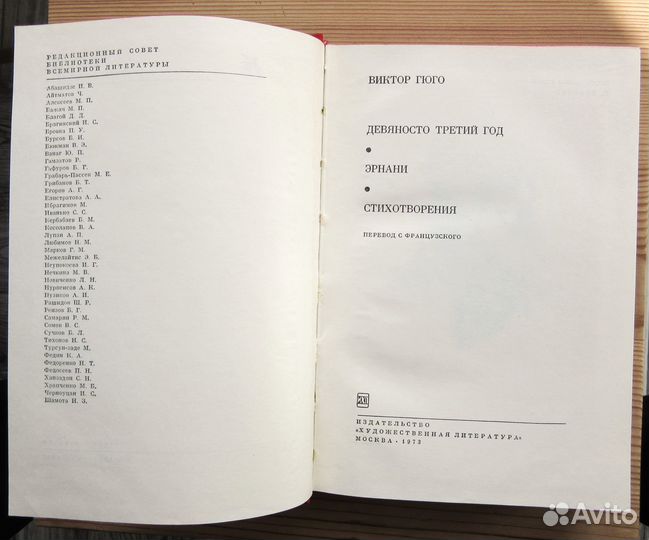 РЕДАКЦИОННЫЙ СОВЕТ
БИБЛИОТЕКИ
ВСЕМИРНОЙ ЛИТЕРАТУРЫ
Абашидзе И. В.
Айтматов Ч.
Алексеев М. П.
Бажан М. П.
Благой Д. Д.
Брагинский И. С.
Бровка П. У.
Бурсов Б. И.
Бээкман В. Э.
Ванаг Ю. П.
Гамзатов Р.
Гафуров Б. Г.
Грабарь-Пассек М. Е.
Грибанов Б. Т.
Егоров А. Г.
Елистратова А. А.
Ибрагимов М.
Иванько С. С.
Кербабаев Б. М.
Косолапов В. А.
Лупан А. П.
Любимов Н. М.
Марков Г. М.
Межелайтис Э. Б.
Неупокоева И. Г.
Нечкина М. В.
Новиченко Л. Н.
Нурпеисов А. К.
Пузиков А. И.
Рашидов Ш. Р.
Реизов Б. Г.
Самарин Р. М.
Сомов В. С.
Сучков Б. Л.
Тихонов Н. С.
Турсун-заде М.
Федин К. А.
Федоренко Н. Т.
Федосеев П. Н.
Ханзадян С. Н.
Храпченко М. Б.
Черноуцан И. С.
Шамота Н. З.
ВИКТОР ГЮГО
ДЕВЯНОСТО ТРЕТИЙ ГОД
•
ЭРНАНИ
•
СТИХОТВОРЕНИЯ
ПЕРЕВОД С ФРАНЦУЗСКОГО
ИЗДАТЕЛЬСТВО
«ХУДОЖЕСТВЕННАЯ ЛИТЕРАТУРА»
МОСКВА · 1973
Avito